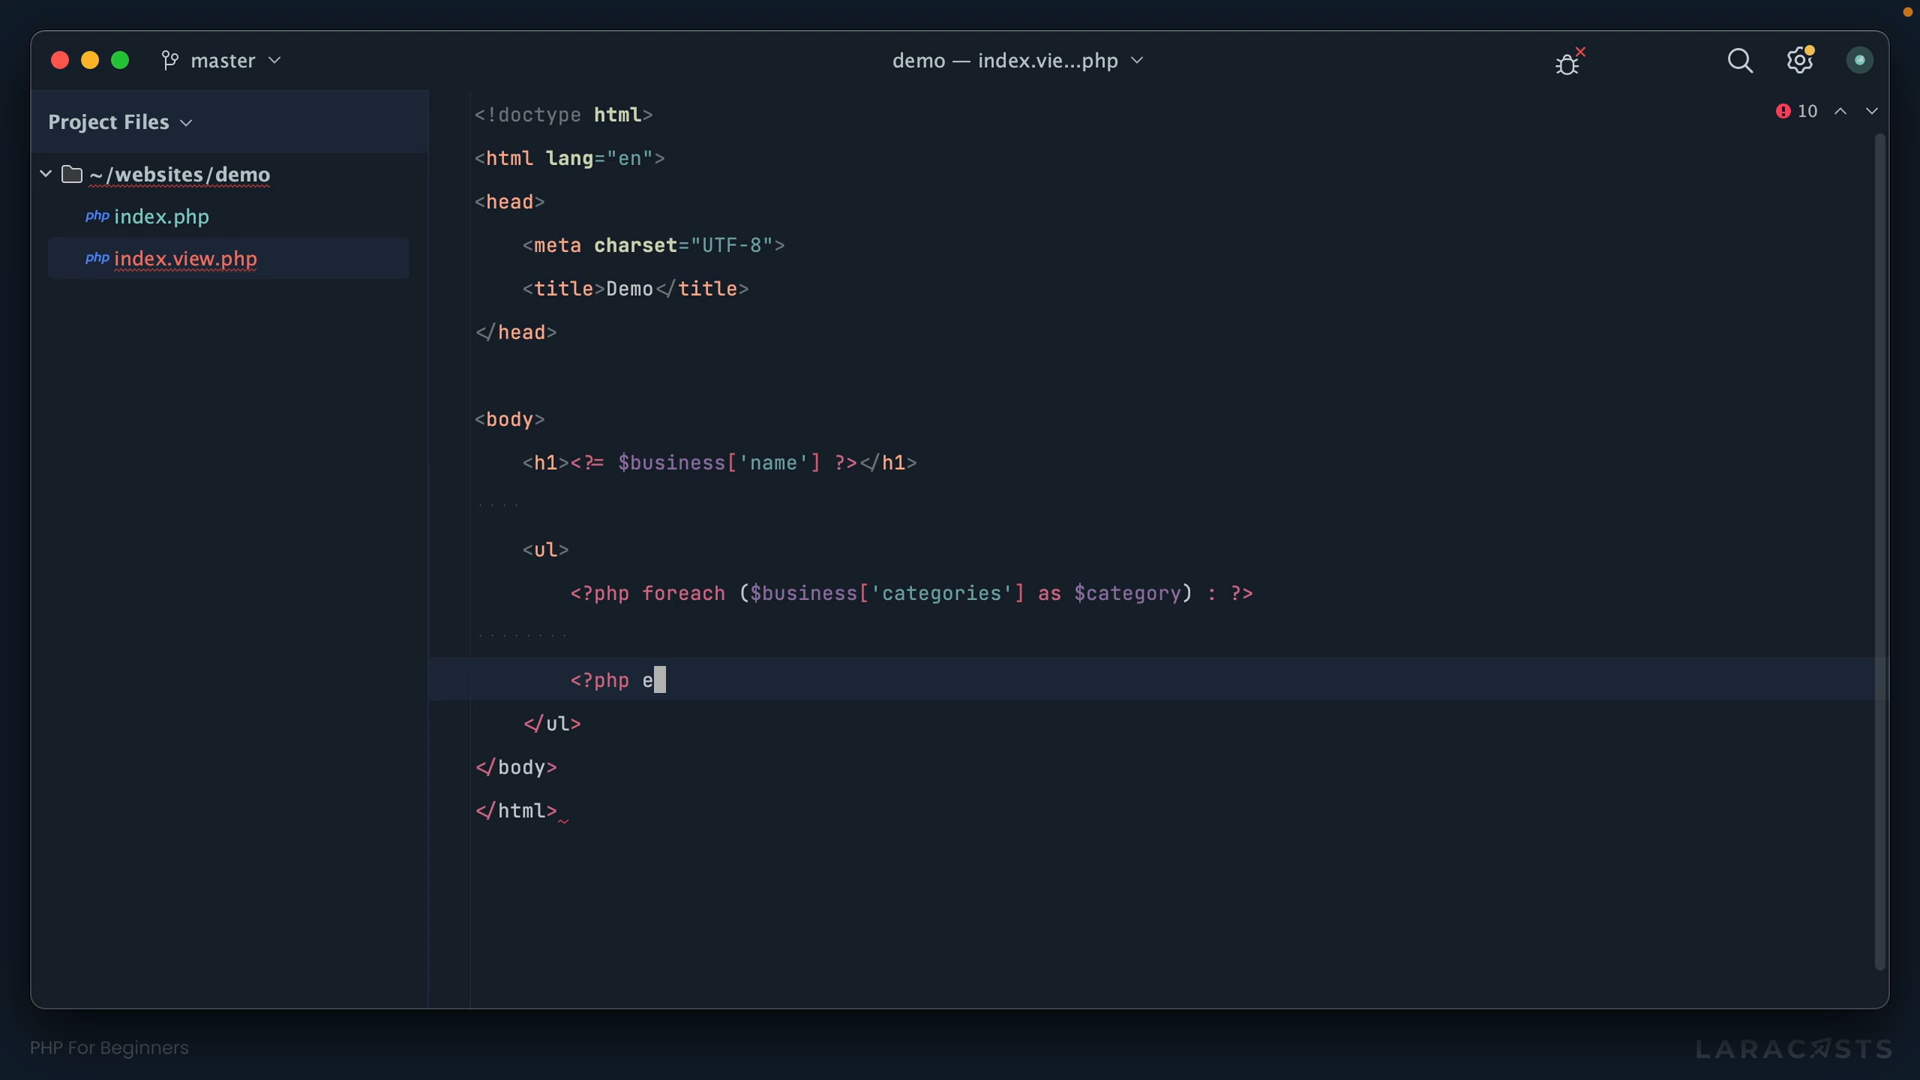 master
demo — index.vie...php
Project Files
10
~/websites/demo
php index.php
php index.view.php
<!doctype html>
<html lang="en">
<head>
    <meta charset="UTF-8">
    <title>Demo</title>
</head>
<body>
    <h1><?= $business['name'] ?></h1>
    <ul>
        <?php foreach ($business['categories'] as $category) : ?>
        <?php e
    </ul>
</body>
</html>
PHP For Beginners
LARACASTS